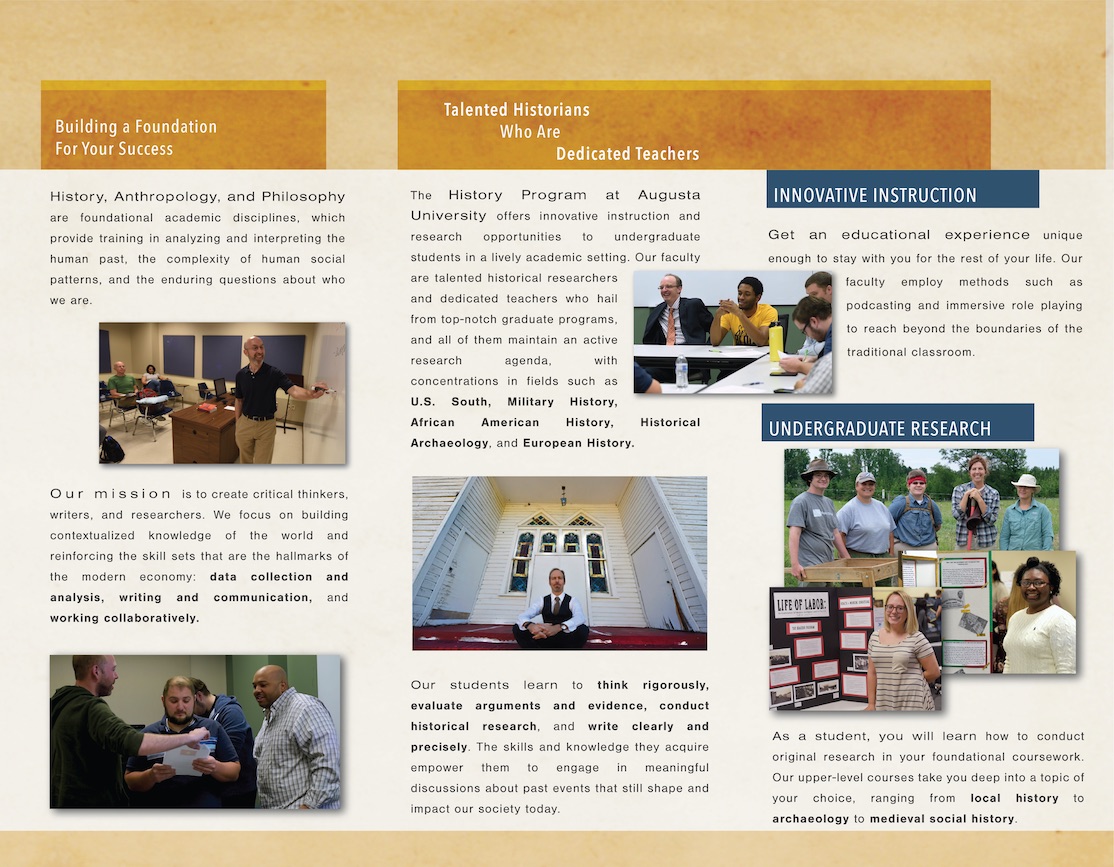 Building a Foundation
For Your Success
History, Anthropology, and Philosophy
are foundational academic disciplines, which
provide training in analyzing and interpreting the
human past, the complexity of human social
patterns, and the enduring questions about who
we are.
Our mission is to create critical thinkers,
writers, and researchers. We focus on building
contextualized knowledge of the world and
reinforcing the skill sets that are the hallmarks of
the modern economy: data collection and
analysis, writing and communication, and
working collaboratively.
Talented Historians
Who Are
Dedicated Teachers
The History Program at Augusta
University offers innovative instruction and
research opportunities to undergraduate
students in a lively academic setting. Our faculty
are talented historical researchers
and dedicated teachers who hail
from top-notch graduate programs,
and all of them maintain an active
research agenda, with
concentrations in fields such as
U.S. South, Military History,
African American History, Historical
Archaeology, and European History.
Our students learn to think rigorously,
evaluate arguments and evidence, conduct
historical research, and write clearly and
precisely. The skills and knowledge they acquire
empower them to engage in meaningful
discussions about past events that still shape and
impact our society today.
INNOVATIVE INSTRUCTION
Get an educational experience unique
enough to stay with you for the rest of your life. Our
faculty employ methods such as
podcasting and immersive role playing
to reach beyond the boundaries of the
traditional classroom.
UNDERGRADUATE RESEARCH
LIFE OF LABOR:
As a student, you will learn how to conduct
original research in your foundational coursework.
Our upper-level courses take you deep into a topic of
your choice, ranging from local history to
archaeology to medieval social history.